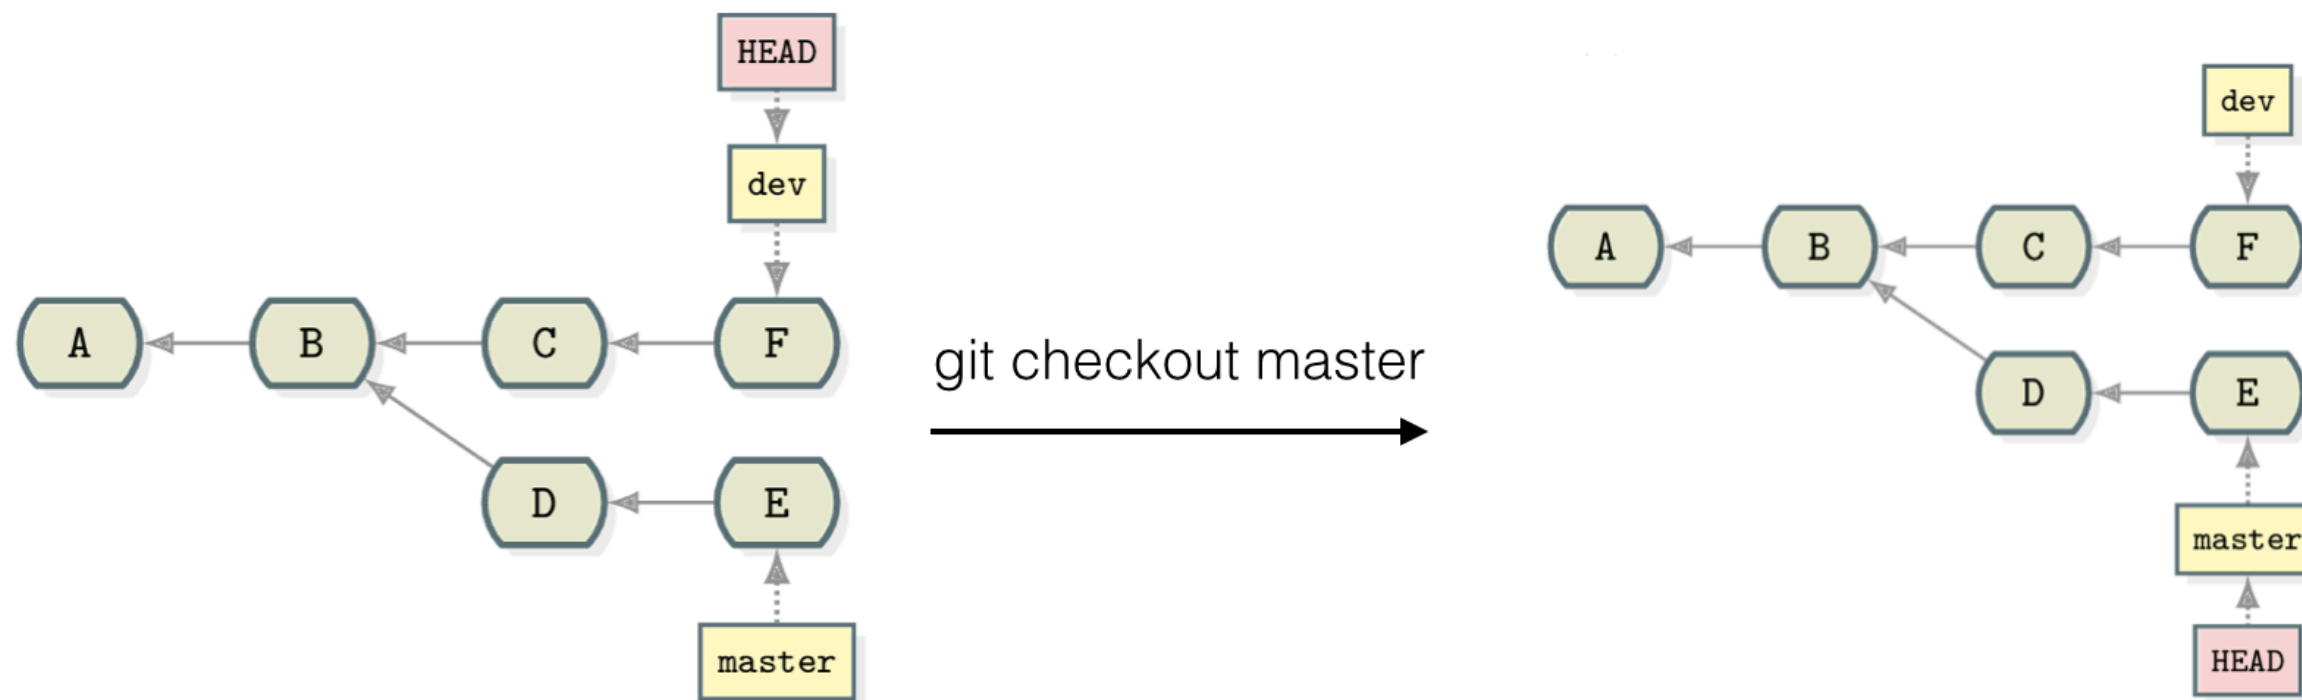 HEAD
dev
A B C F
D E
master
git checkout master
dev
A B C F
D E
master
HEAD